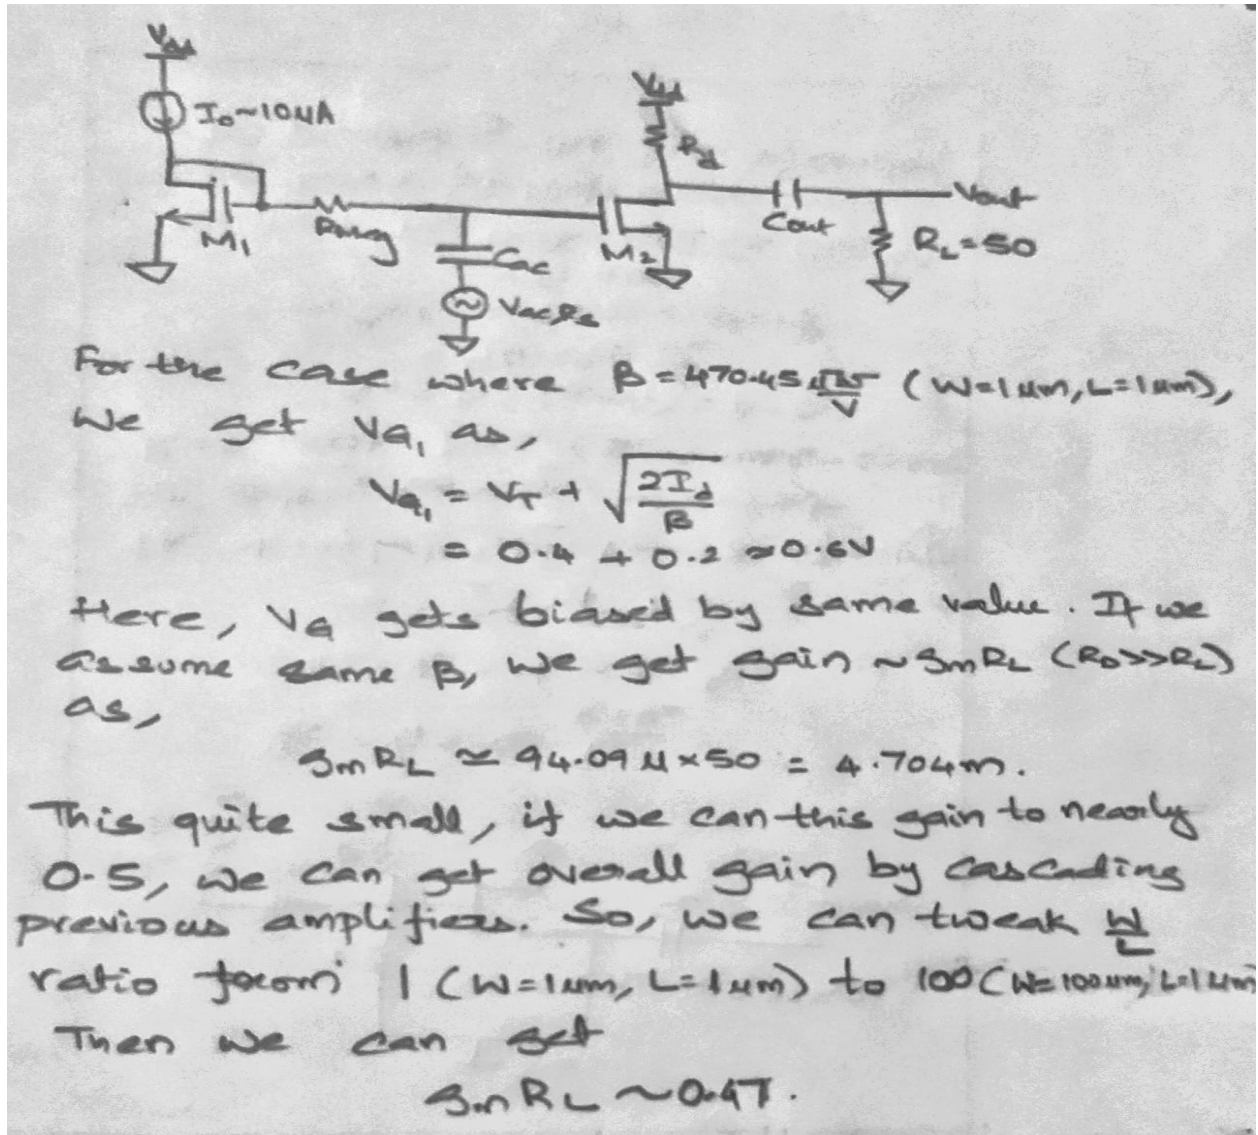 Vdd
I₀~10uA
Vdd
Rd
Vout
Cout
RL=50
M1
M2
Cac
Vac, Rs
For the case where β=470.45 (W=1um, L=1um),
we get VG₁ as,
VG₁ = VT + √(2Id/β)
= 0.4 + 0.2 ≈ 0.6V
Here, VG gets biased by same value. If we
assume same β, we get gain ~ gmRL (RD>>RL)
as,
gmRL ≃ 94.09u×50 = 4.704m.
This quite small, if we can this gain to nearly
0.5, we can get overall gain by cascading
previous amplifiers. So, we can tweak W/L
ratio from 1 (W=1um, L=1um) to 100 (W=100um, L=1um)
Then we can get
gmRL ~0.47.